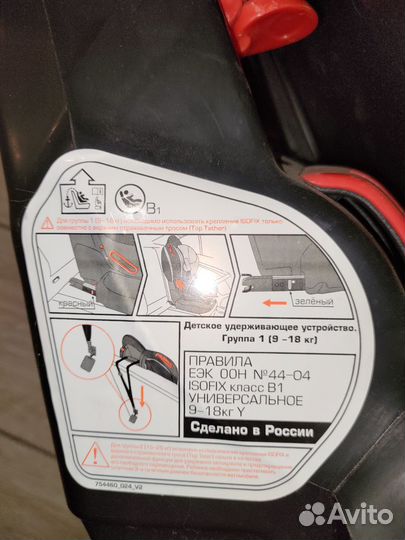 B1
Для группы 1 (9-18 кг) необходимо использовать крепление ISOFIX только
совместно с верхним страховочным тросом (Top Tether)
красный
зелёный
Детское удерживающее устройство.
Группа 1 (9 -18 кг)
ПРАВИЛА
ЕЭК ООН №44-04
ISOFIX класс B1
УНИВЕРСАЛЬНОЕ
9-18кг Y
Сделано в России
754460_024_V2
Avito